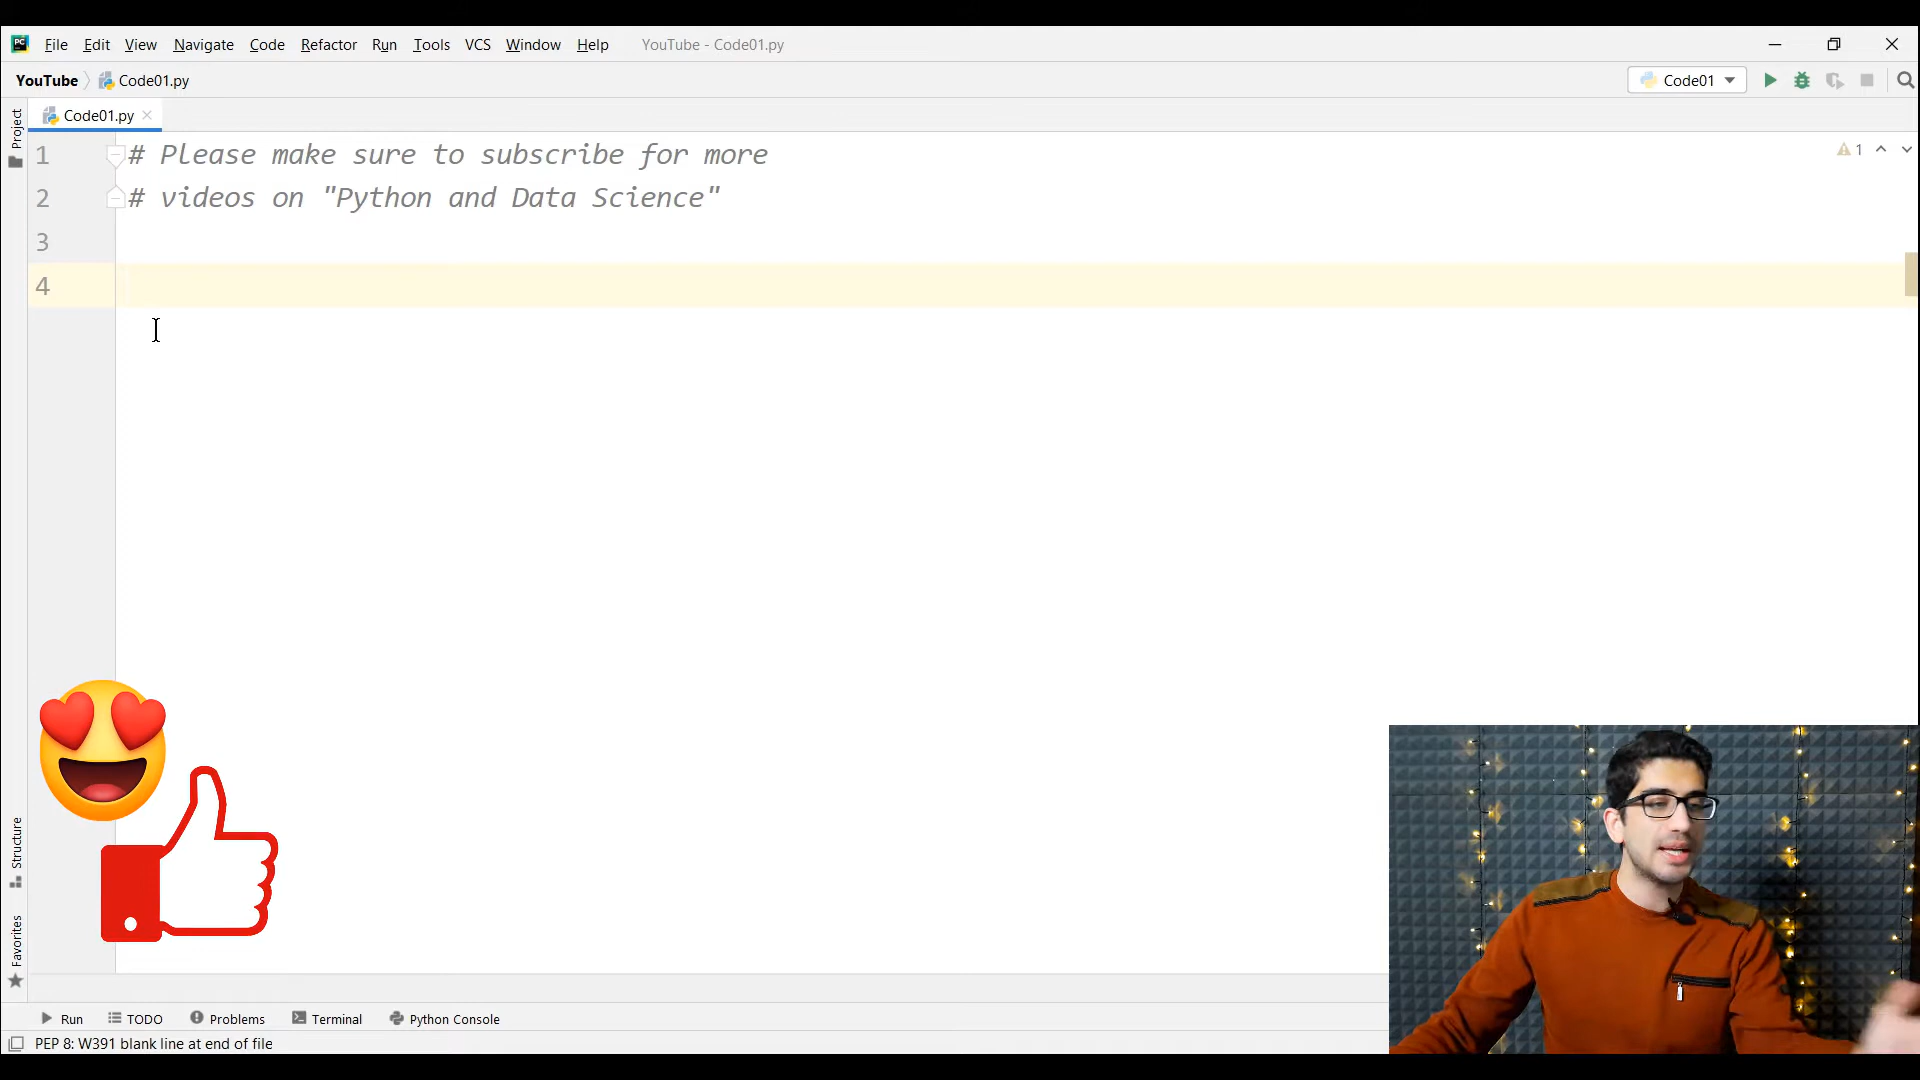 PC File Edit View Navigate Code Refactor Run Tools VCS Window Help YouTube - Code01.py
YouTube Code01.py Code01
Project
Code01.py
1 # Please make sure to subscribe for more
2 # videos on "Python and Data Science"
3
4
1
Structure
Favorites
Run TODO Problems Terminal Python Console
PEP 8: W391 blank line at end of file